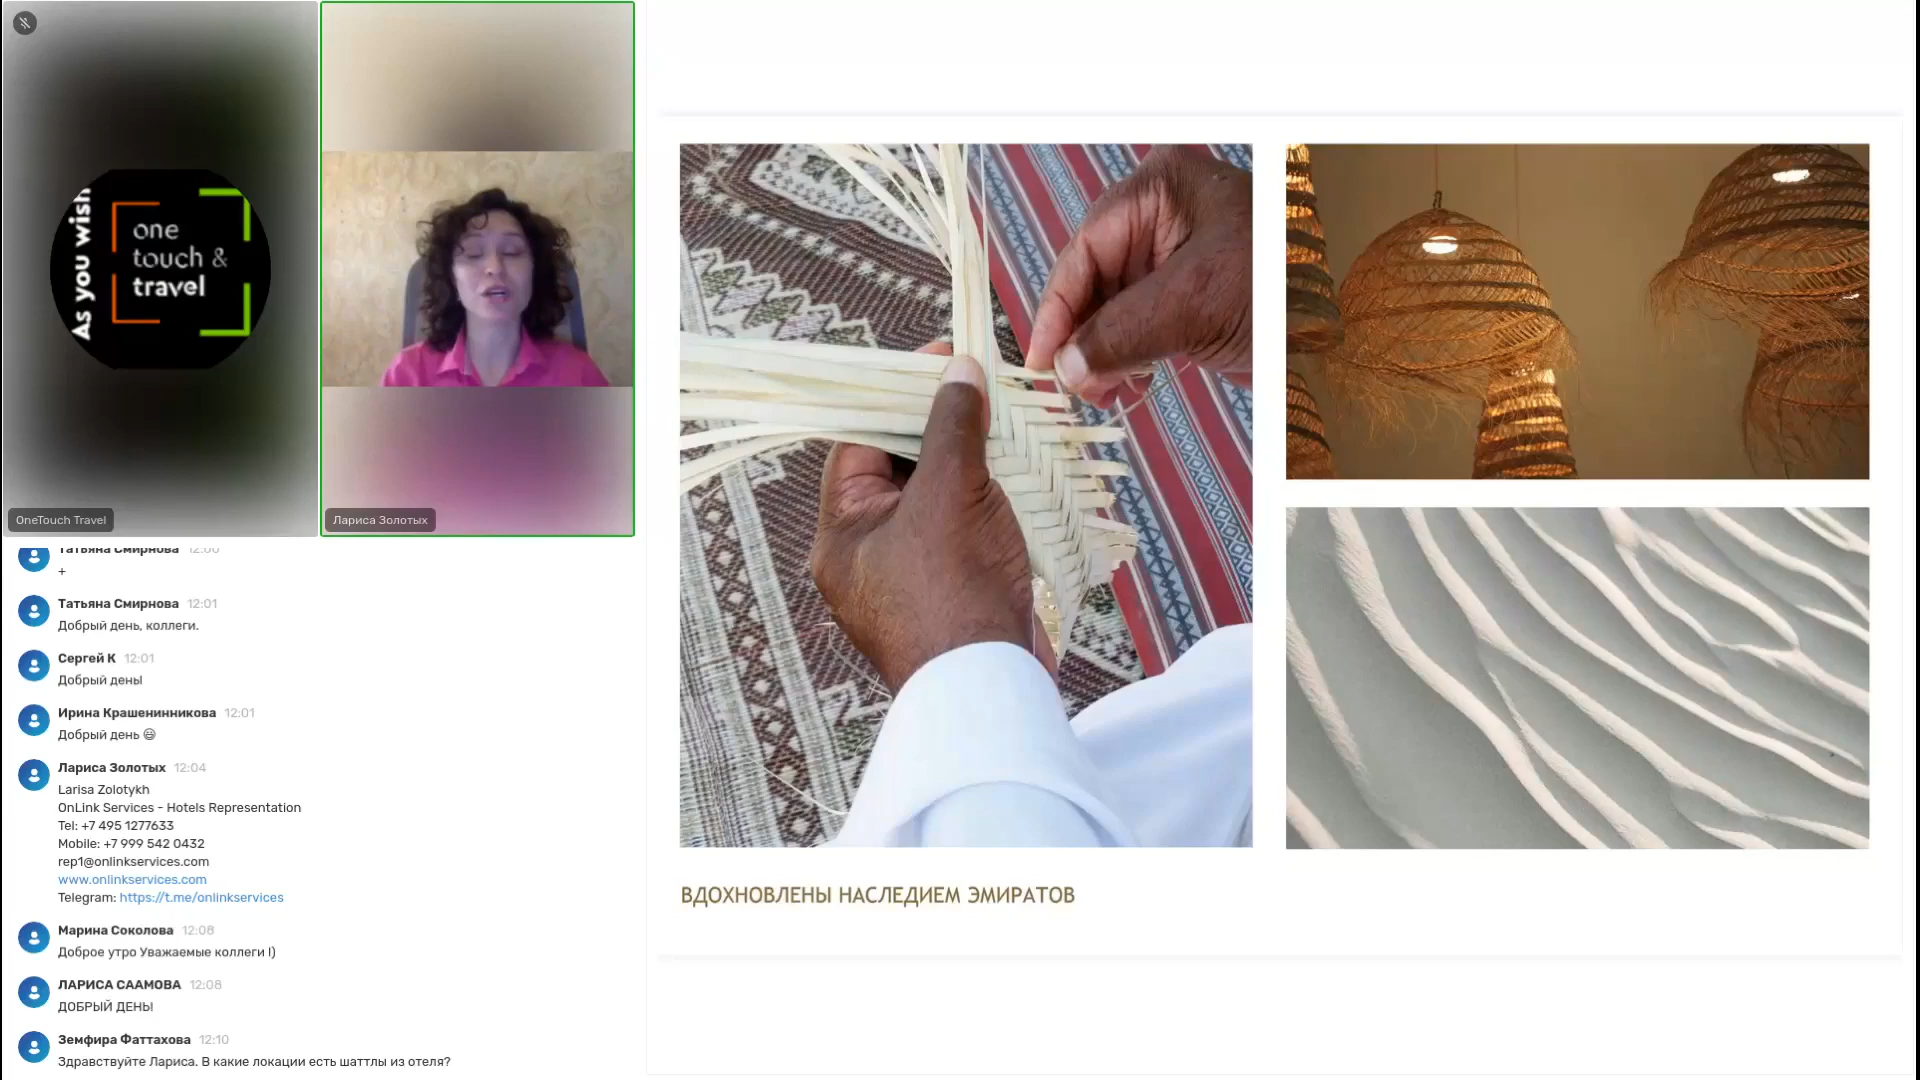 As you wish
one
touch &
travel
OneTouch Travel
Лариса Золотых
Татьяна Смирнова 12:00
+
Татьяна Смирнова 12:01
Добрый день, коллеги.
Сергей К 12:01
Добрый день!
Ирина Крашенинникова 12:01
Добрый день 😄
Лариса Золотых 12:04
Larisa Zolotykh
OnLink Services - Hotels Representation
Tel: +7 495 1277633
Mobile: +7 999 542 0432
rep1@onlinkservices.com
www.onlinkservices.com
Telegram: https://t.me/onlinkservices
Марина Соколова 12:08
Доброе утро Уважаемые коллеги !)
ЛАРИСА СААМОВА 12:08
ДОБРЫЙ ДЕНЬ!
Земфира Фаттахова 12:10
Здравствуйте Лариса. В какие локации есть шаттлы из отеля?
ВДОХНОВЛЕНЫ НАСЛЕДИЕМ ЭМИРАТОВ